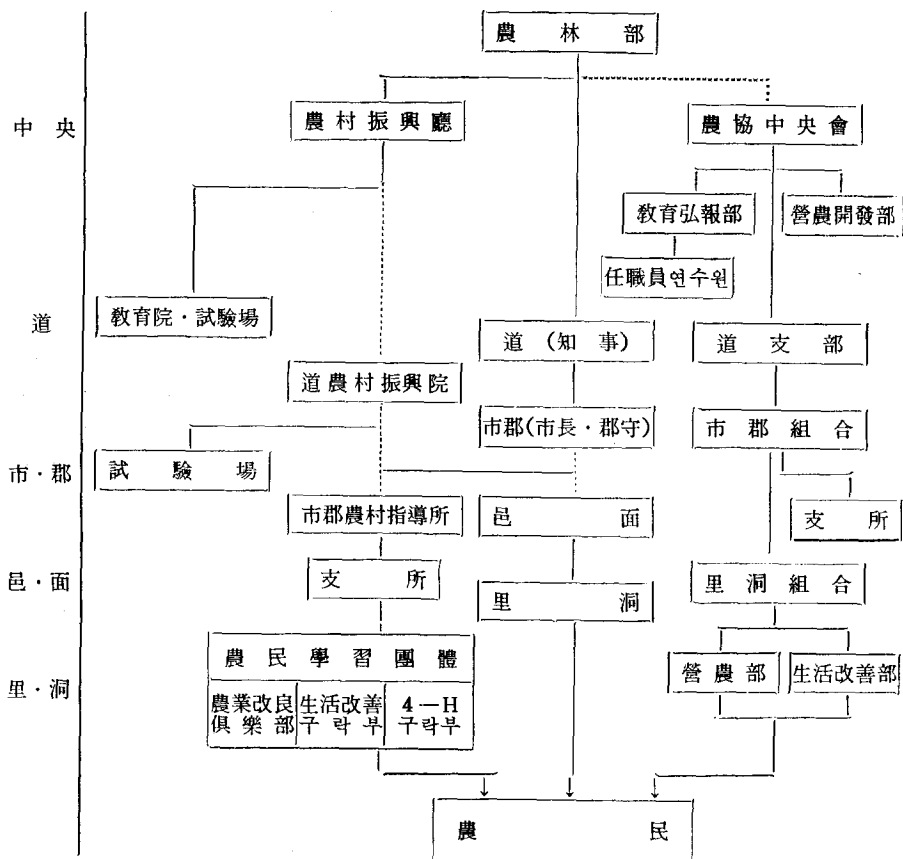 農林部
中央
農村振興廳
農協中央會
敎育弘報部
營農開發部
任職員연수원
道
敎育院·試驗場
道(知事)
道支部
道農村振興院
市郡(市長·郡守)
市郡組合
市·郡
試驗場
市郡農村指導所
邑面
支所
邑·面
支所
里洞
里洞組合
里·洞
農民學習團體
農業改良
俱樂部
生活改善
구락부
4-H
구락부
營農部
生活改善部
農民